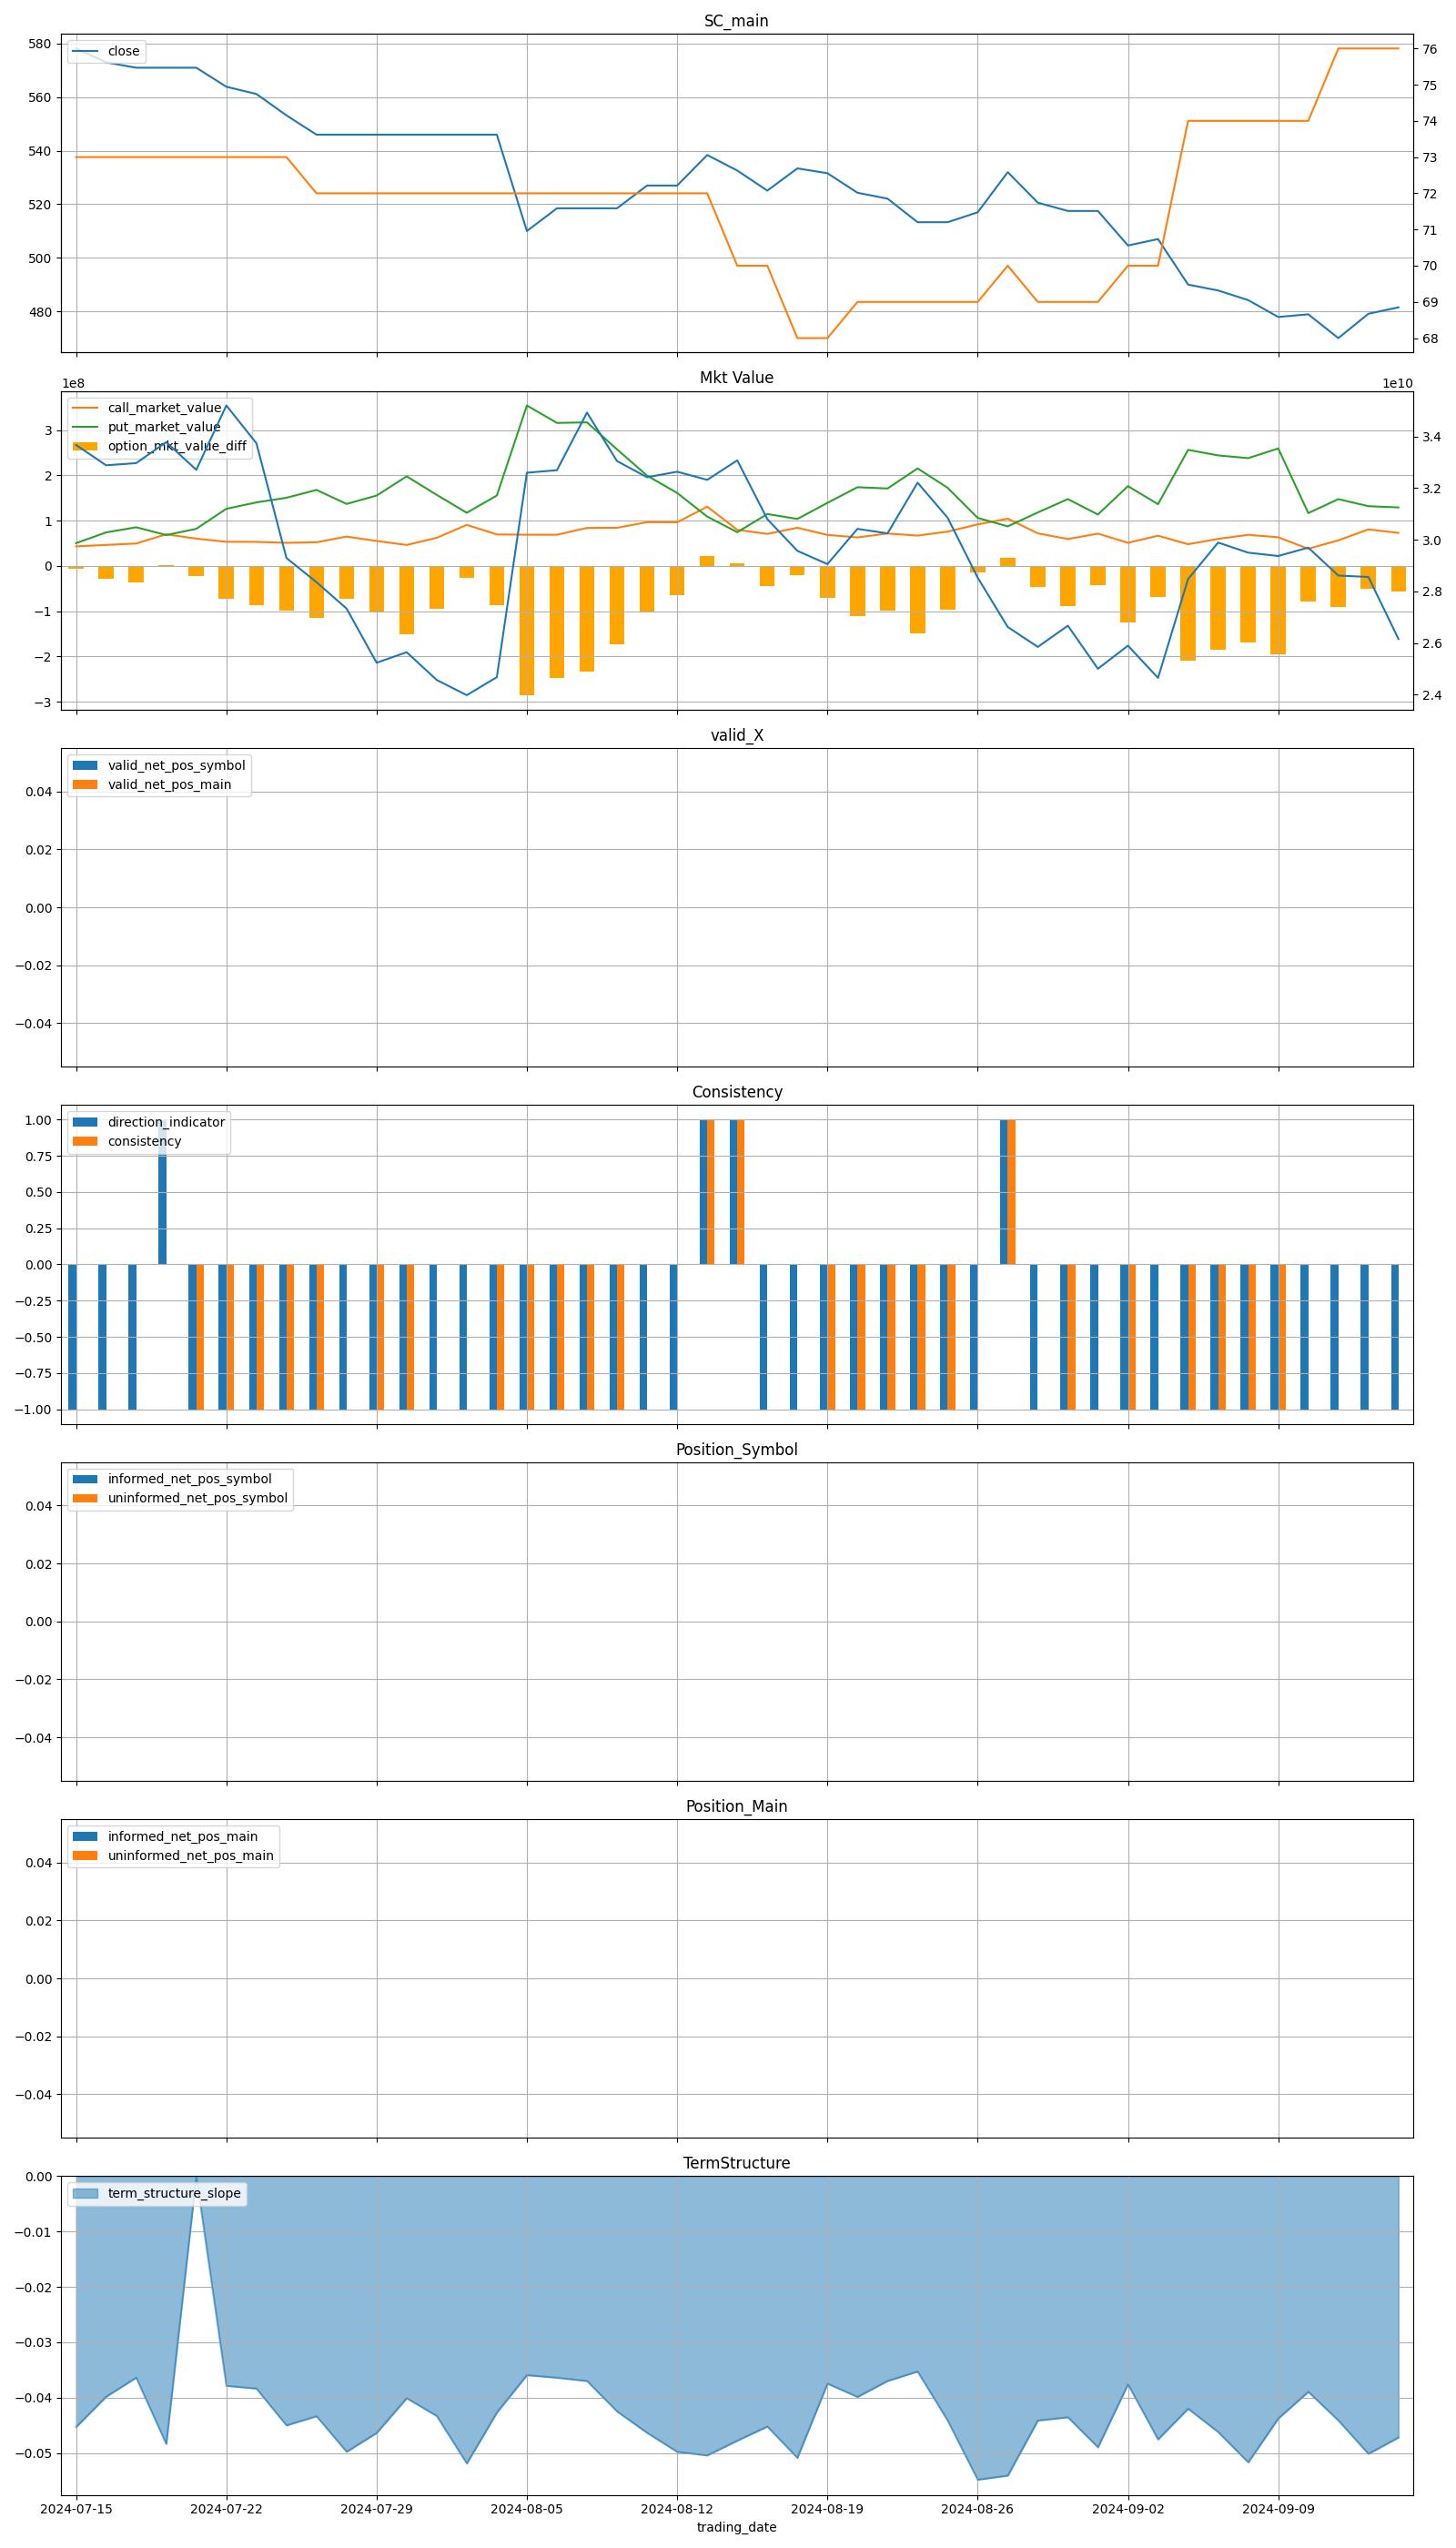 SC_main
close
580
560
540
520
500
480
76
75
74
73
72
71
70
69
68
1e8
Mkt Value
1e10
call_market_value
put_market_value
option_mkt_value_diff
3
2
1
0
−1
−2
−3
3.4
3.2
3.0
2.8
2.6
2.4
valid_X
valid_net_pos_symbol
valid_net_pos_main
0.04
0.02
0.00
−0.02
−0.04
Consistency
direction_indicator
consistency
1.00
0.75
0.50
0.25
0.00
−0.25
−0.50
−0.75
−1.00
Position_Symbol
informed_net_pos_symbol
uninformed_net_pos_symbol
0.04
0.02
0.00
−0.02
−0.04
Position_Main
informed_net_pos_main
uninformed_net_pos_main
0.04
0.02
0.00
−0.02
−0.04
TermStructure
term_structure_slope
0.00
−0.01
−0.02
−0.03
−0.04
−0.05
2024-07-15 2024-07-22 2024-07-29 2024-08-05 2024-08-12 2024-08-19 2024-08-26 2024-09-02 2024-09-09
trading_date